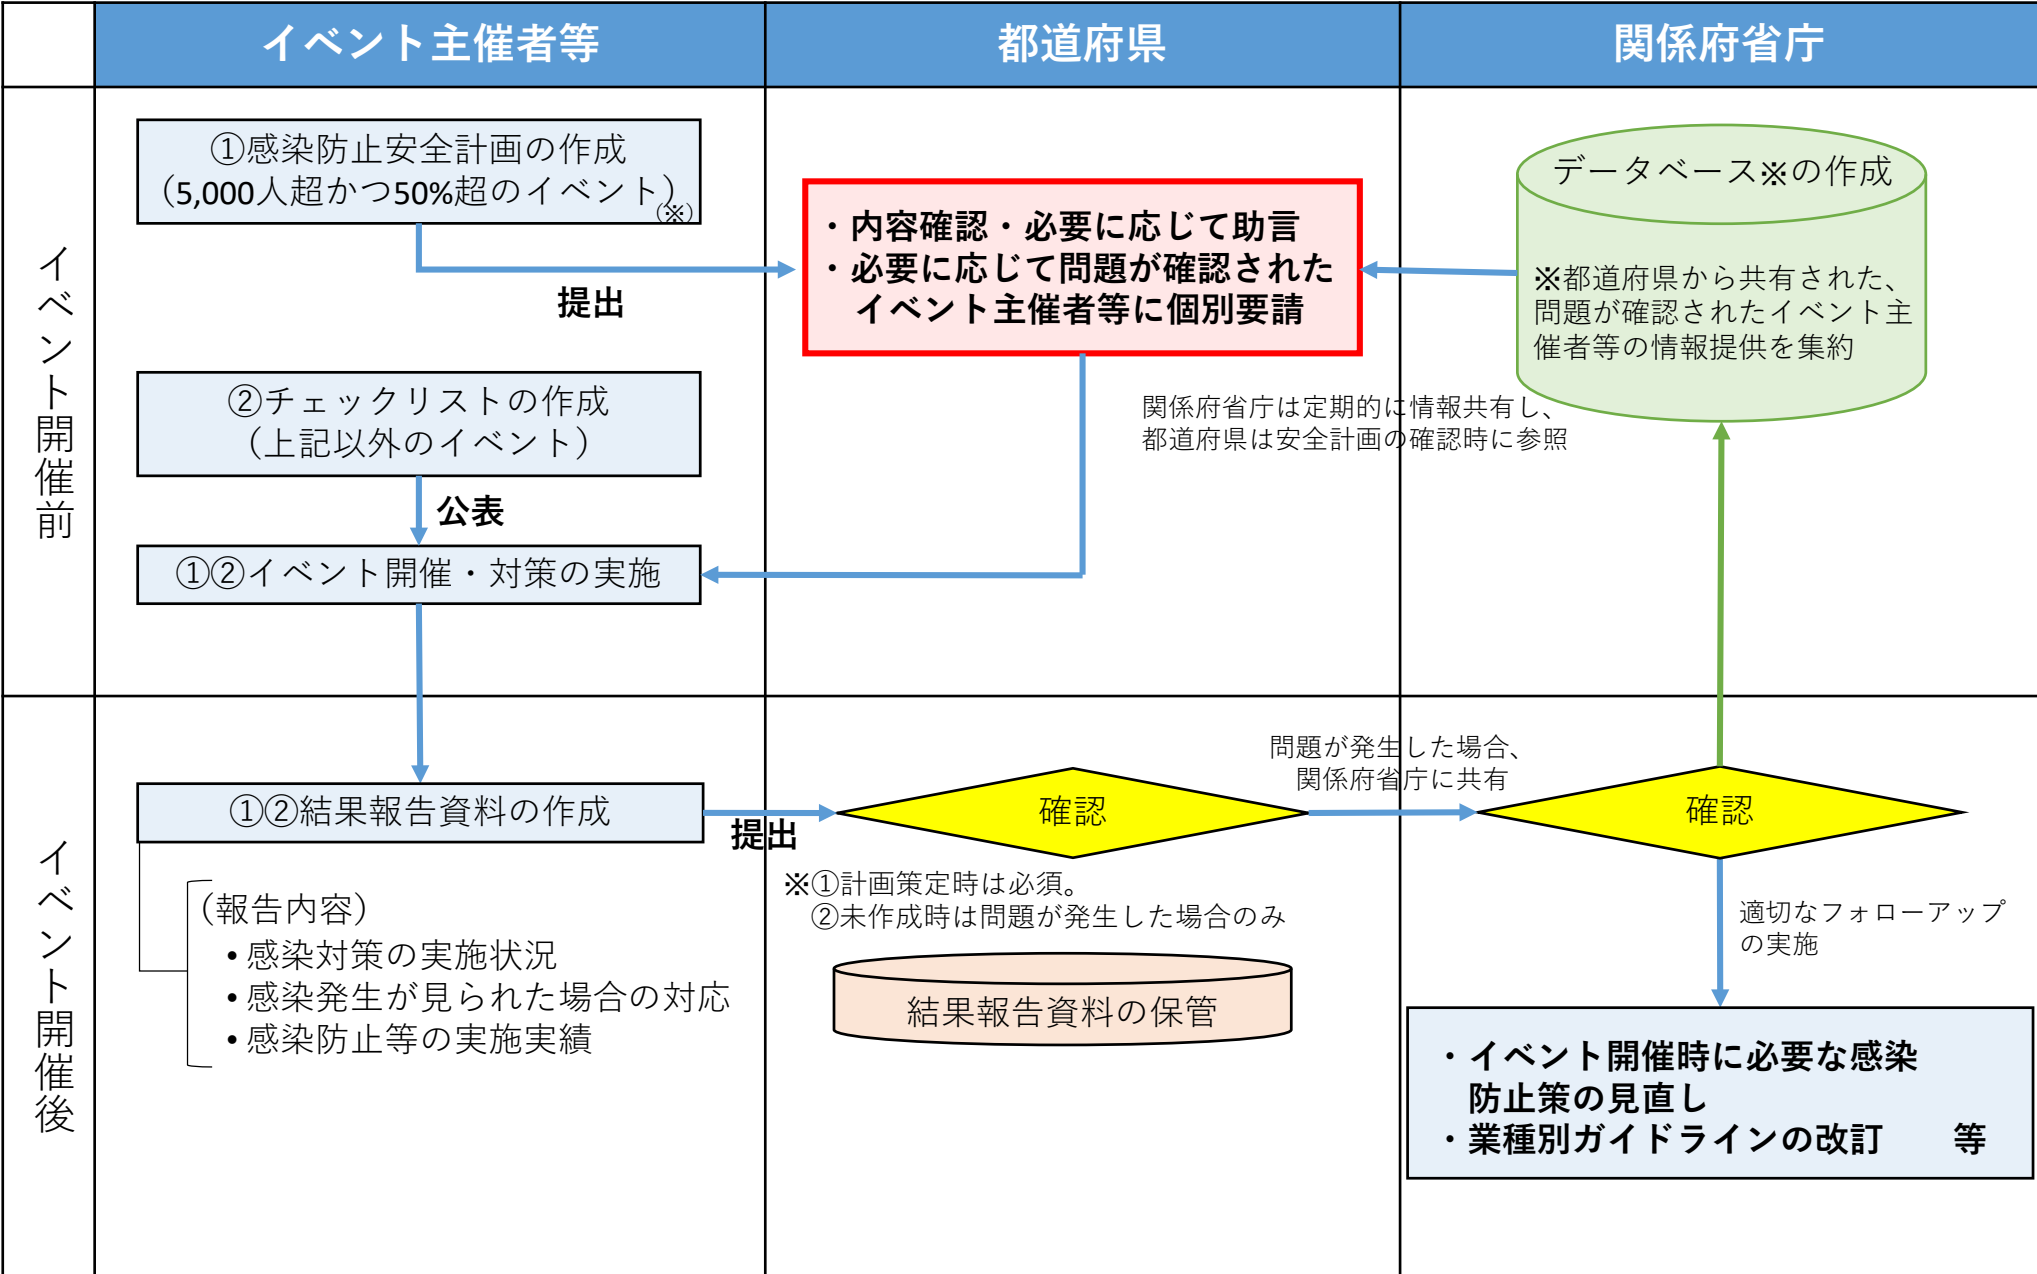 イベント主催者等
都道府県
関係府省庁
イベント開催前
①感染防止安全計画の作成
（5,000人超かつ50%超のイベント）
（※）
提出
②チェックリストの作成
（上記以外のイベント）
公表
①②イベント開催・対策の実施
・内容確認・必要に応じて助言
・必要に応じて問題が確認された
イベント主催者等に個別要請
関係府省庁は定期的に情報共有し、
都道府県は安全計画の確認時に参照
データベース※の作成
※都道府県から共有された、
問題が確認されたイベント主
催者等の情報提供を集約
イベント開催後
①②結果報告資料の作成
提出
（報告内容）
• 感染対策の実施状況
• 感染発生が見られた場合の対応
• 感染防止等の実施実績
確認
※①計画策定時は必須。
②未作成時は問題が発生した場合のみ
結果報告資料の保管
問題が発生した場合、
関係府省庁に共有
確認
適切なフォローアップ
の実施
・イベント開催時に必要な感染
防止策の見直し
・業種別ガイドラインの改訂　　等